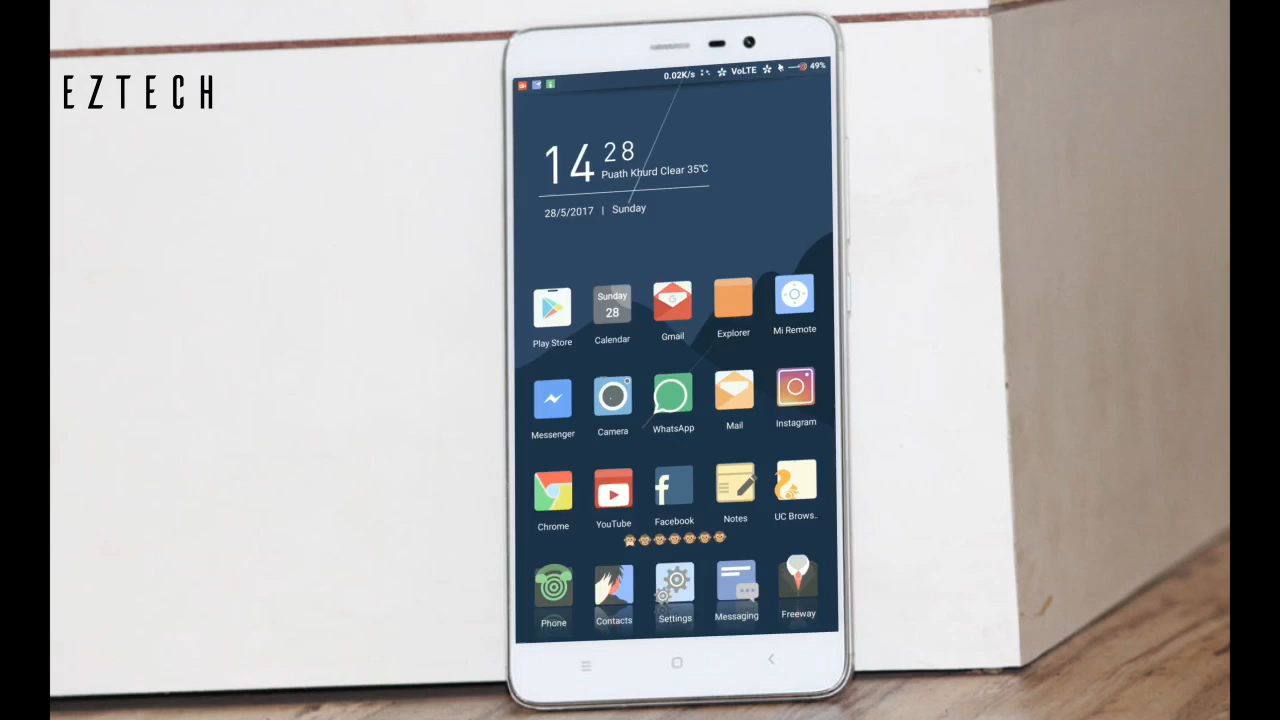 EZTECH
0.02K/s VoLTE 49%
14 28
Puath Khurd Clear 35℃
28/5/2017 | Sunday
Sunday
28
Play Store Calendar Gmail Explorer Mi Remote
Messenger Camera WhatsApp Mail Instagram
Chrome YouTube Facebook Notes UC Brows..
Phone Contacts Settings Messaging Freeway